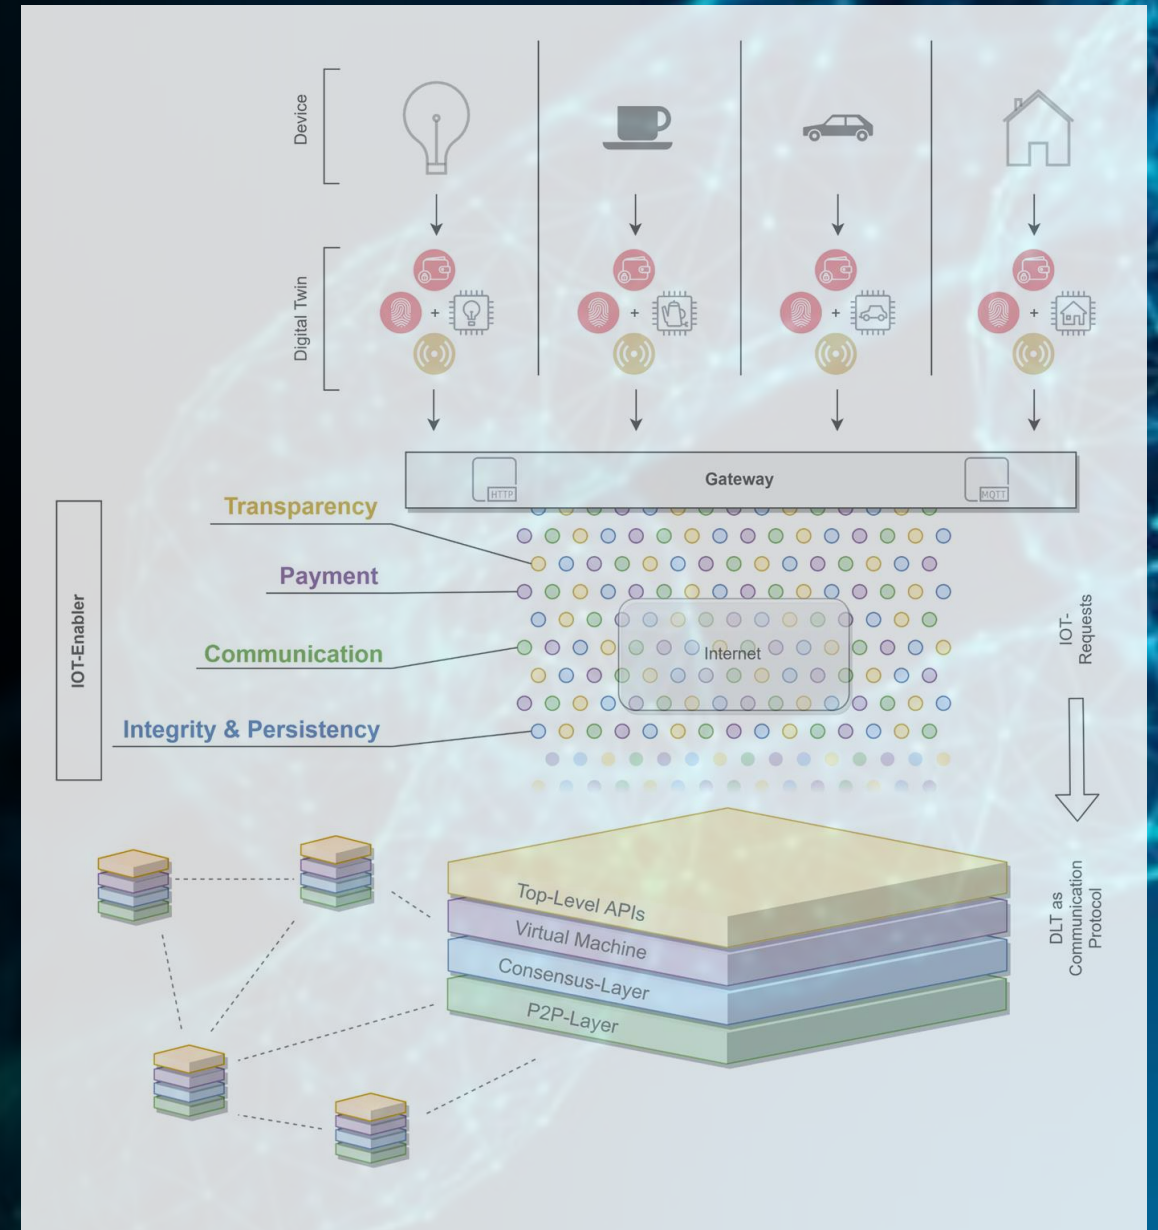 Device
Digital Twin
HTTP
Gateway
MQTT
Transparency
Payment
Communication
Integrity & Persistency
IOT-Enabler
Internet
IOT-
Requests
DLT as
Communication
Protocol
Top-Level APIs
Virtual Machine
Consensus-Layer
P2P-Layer